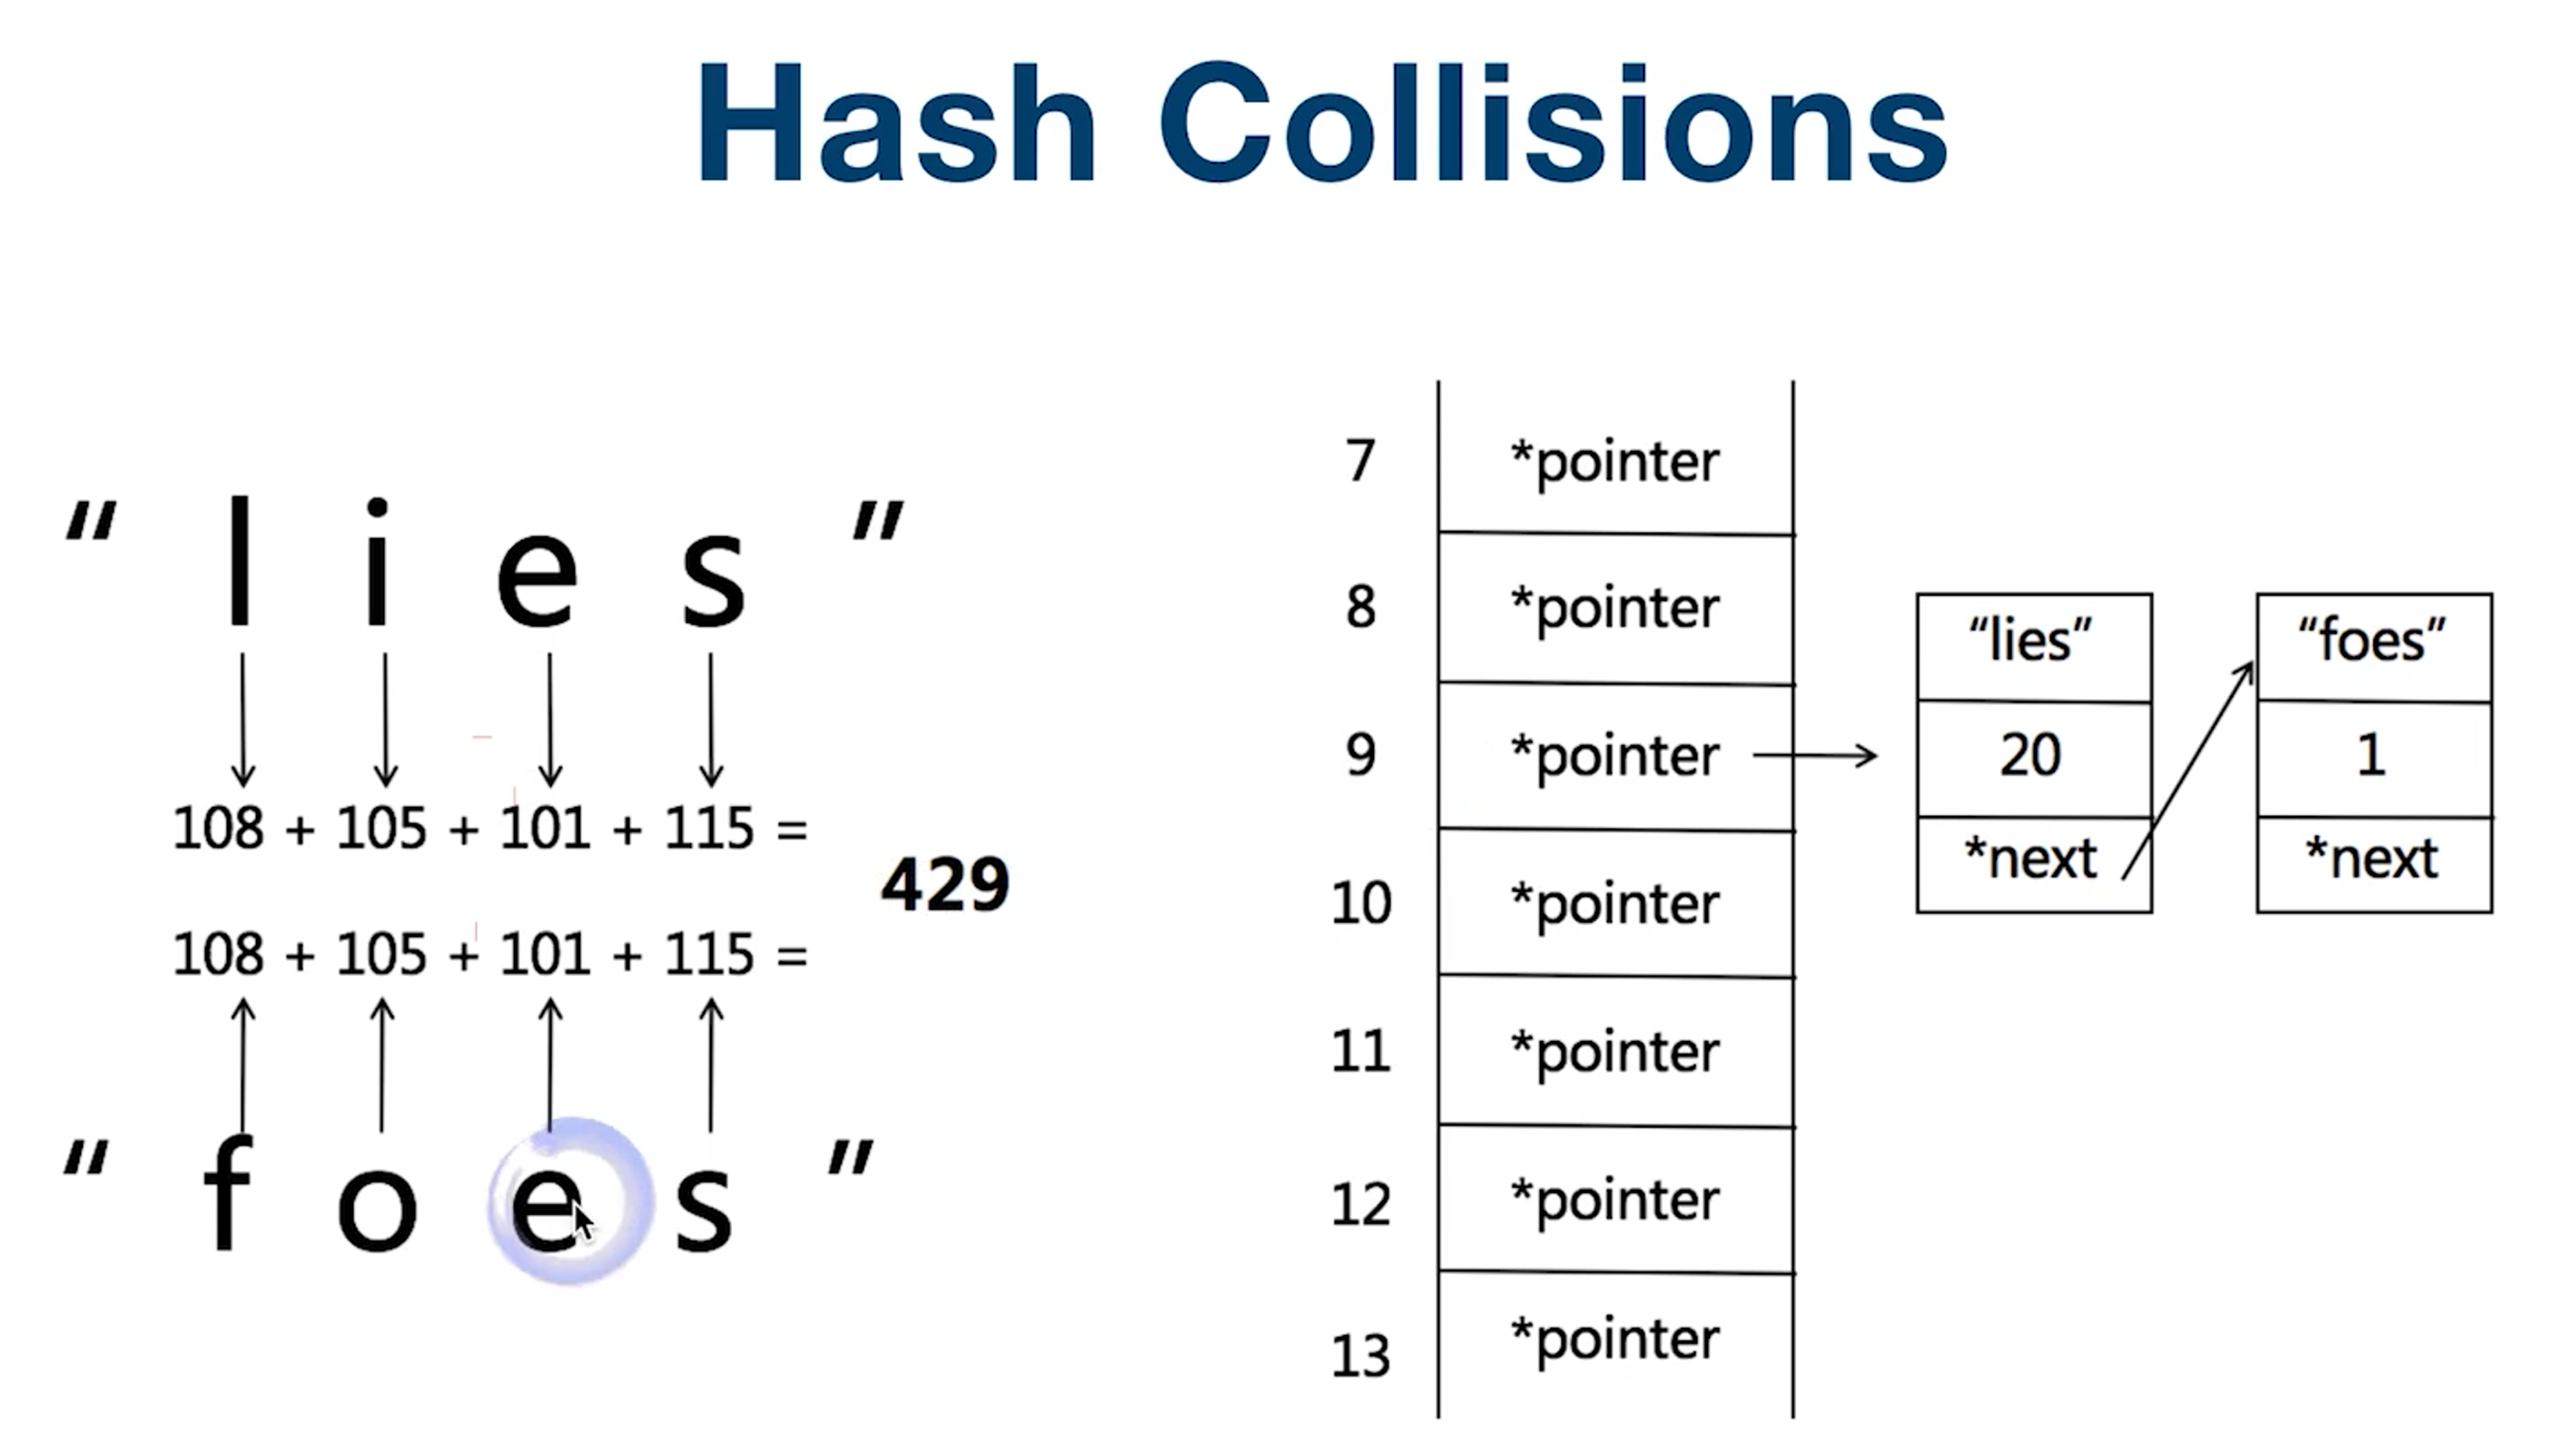 Hash Collisions
“ l i e s ”
108 + 105 + 101 + 115 =
429
108 + 105 + 101 + 115 =
“ f o e s ”
7 *pointer
8 *pointer
9 *pointer
10 *pointer
11 *pointer
12 *pointer
13 *pointer
“lies”
20
*next
“foes”
1
*next